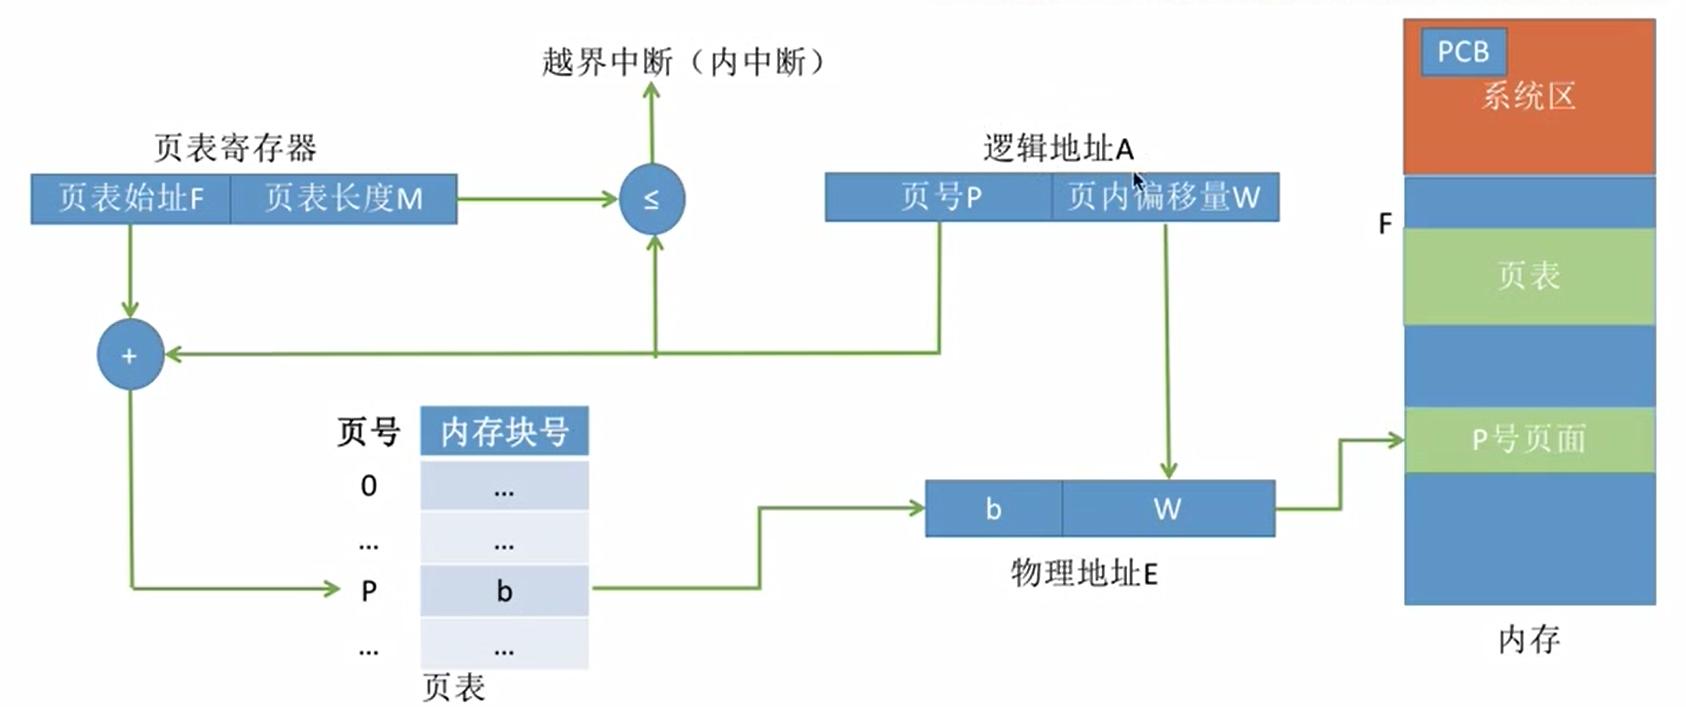 越界中断（内中断）
页表寄存器
页表始址F 页表长度M
≤
逻辑地址A
页号P 页内偏移量W
+
页号 内存块号
0 ...
... ...
P b
... ...
页表
b W
物理地址E
PCB
系统区
F
页表
P号页面
内存